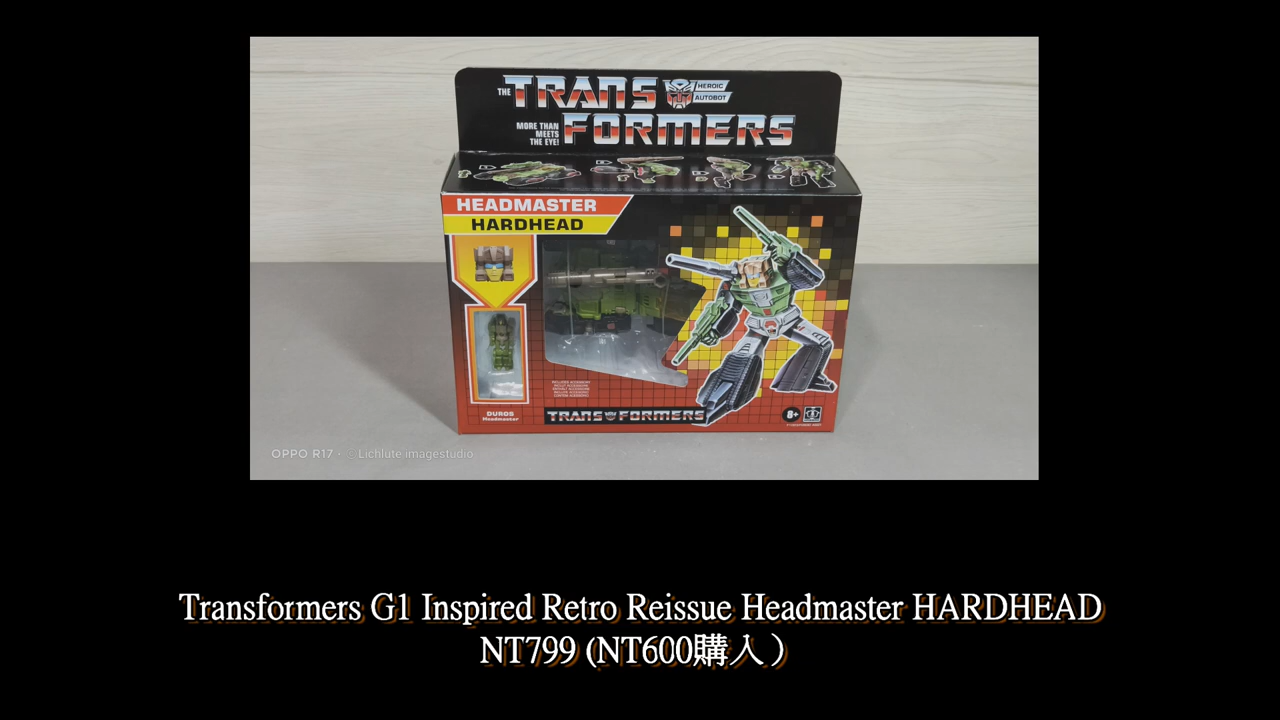 THE TRANSFORMERS
HEROIC
AUTOBOT
MORE THAN
MEETS
THE EYE!
HEADMASTER
HARDHEAD
DUROS
Headmaster
TRANSFORMERS
8+
OPPO R17 · ©Lichlute.imagestudio
Transformers G1 Inspired Retro Reissue Headmaster HARDHEAD
NT799 (NT600購入）